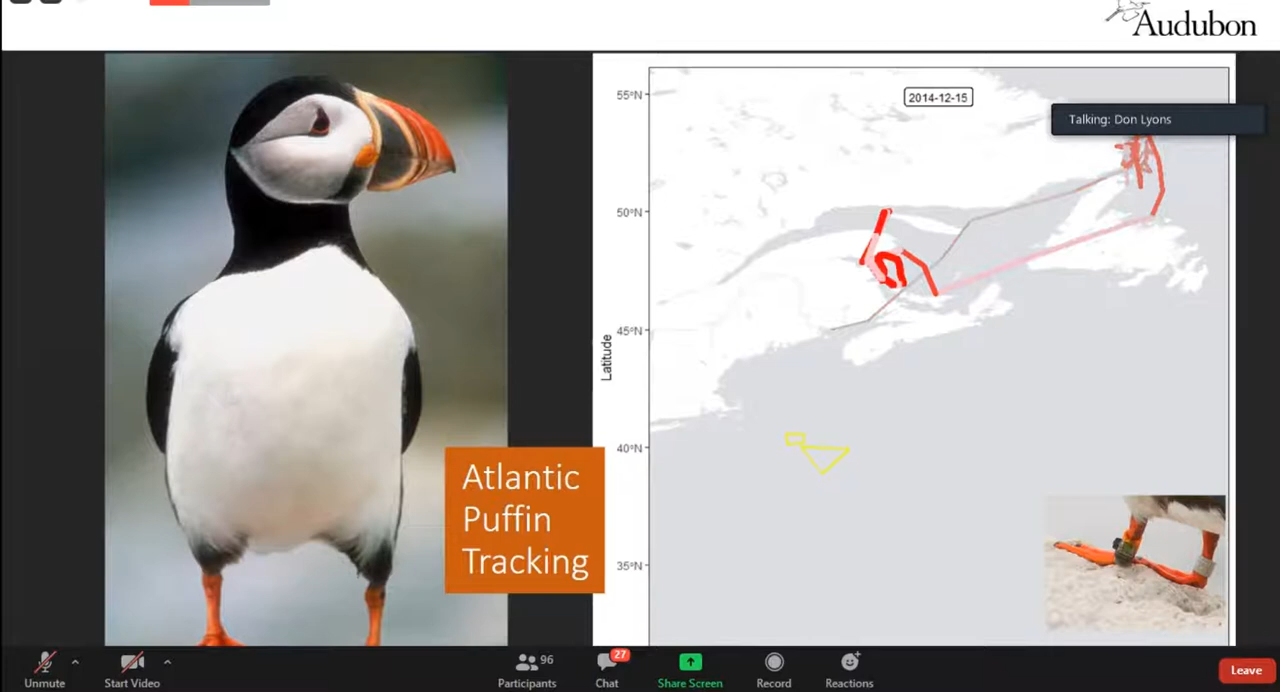 Audubon
55°N
2014-12-15
Talking: Don Lyons
50°N
45°N
Latitude
40°N
35°N
Atlantic
Puffin
Tracking
96
27
Unmute
Start Video
Participants
Chat
Share Screen
Record
Reactions
Leave